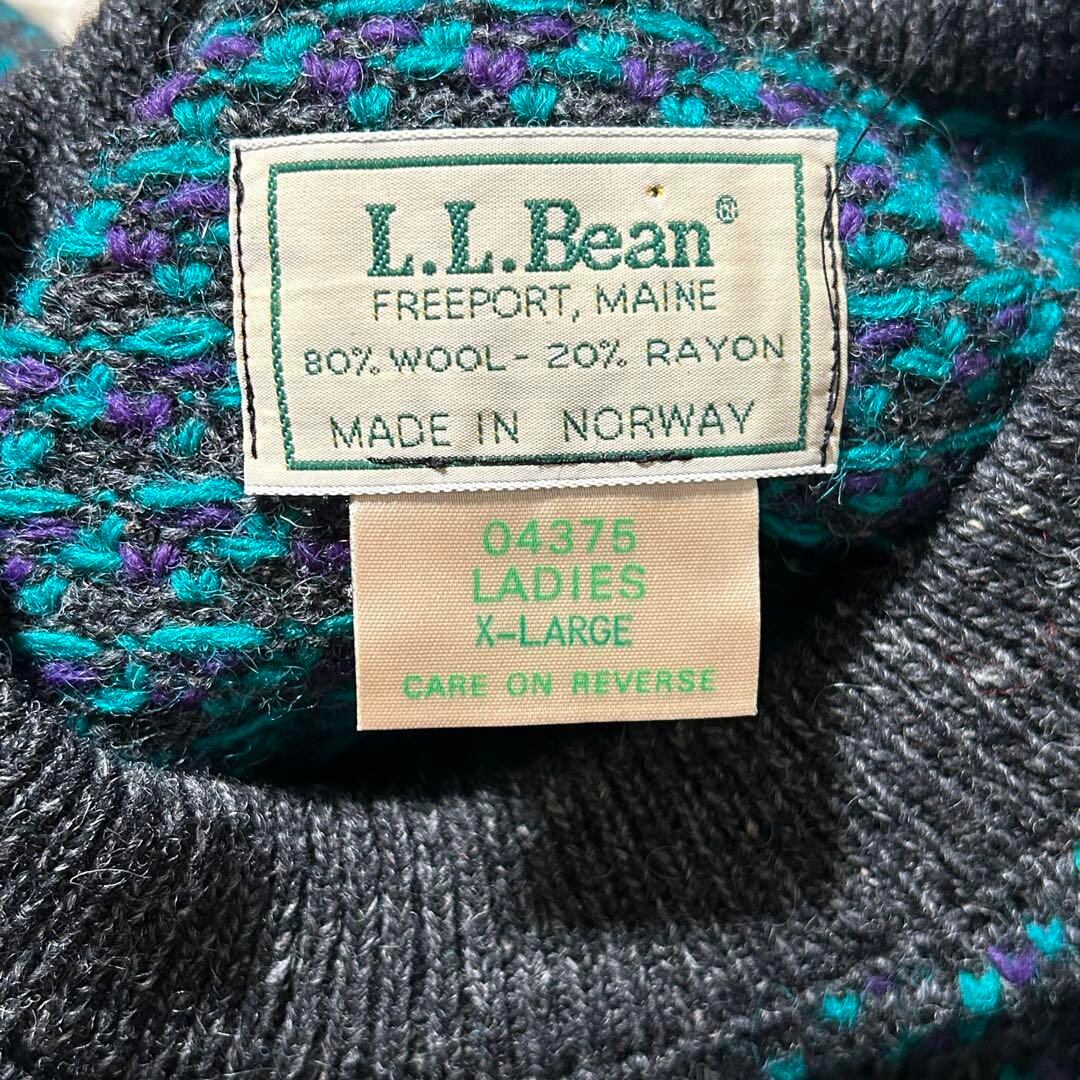 L.L.Bean®
FREEPORT, MAINE
80% WOOL - 20% RAYON
MADE IN NORWAY
04375
LADIES
X-LARGE
CARE ON REVERSE